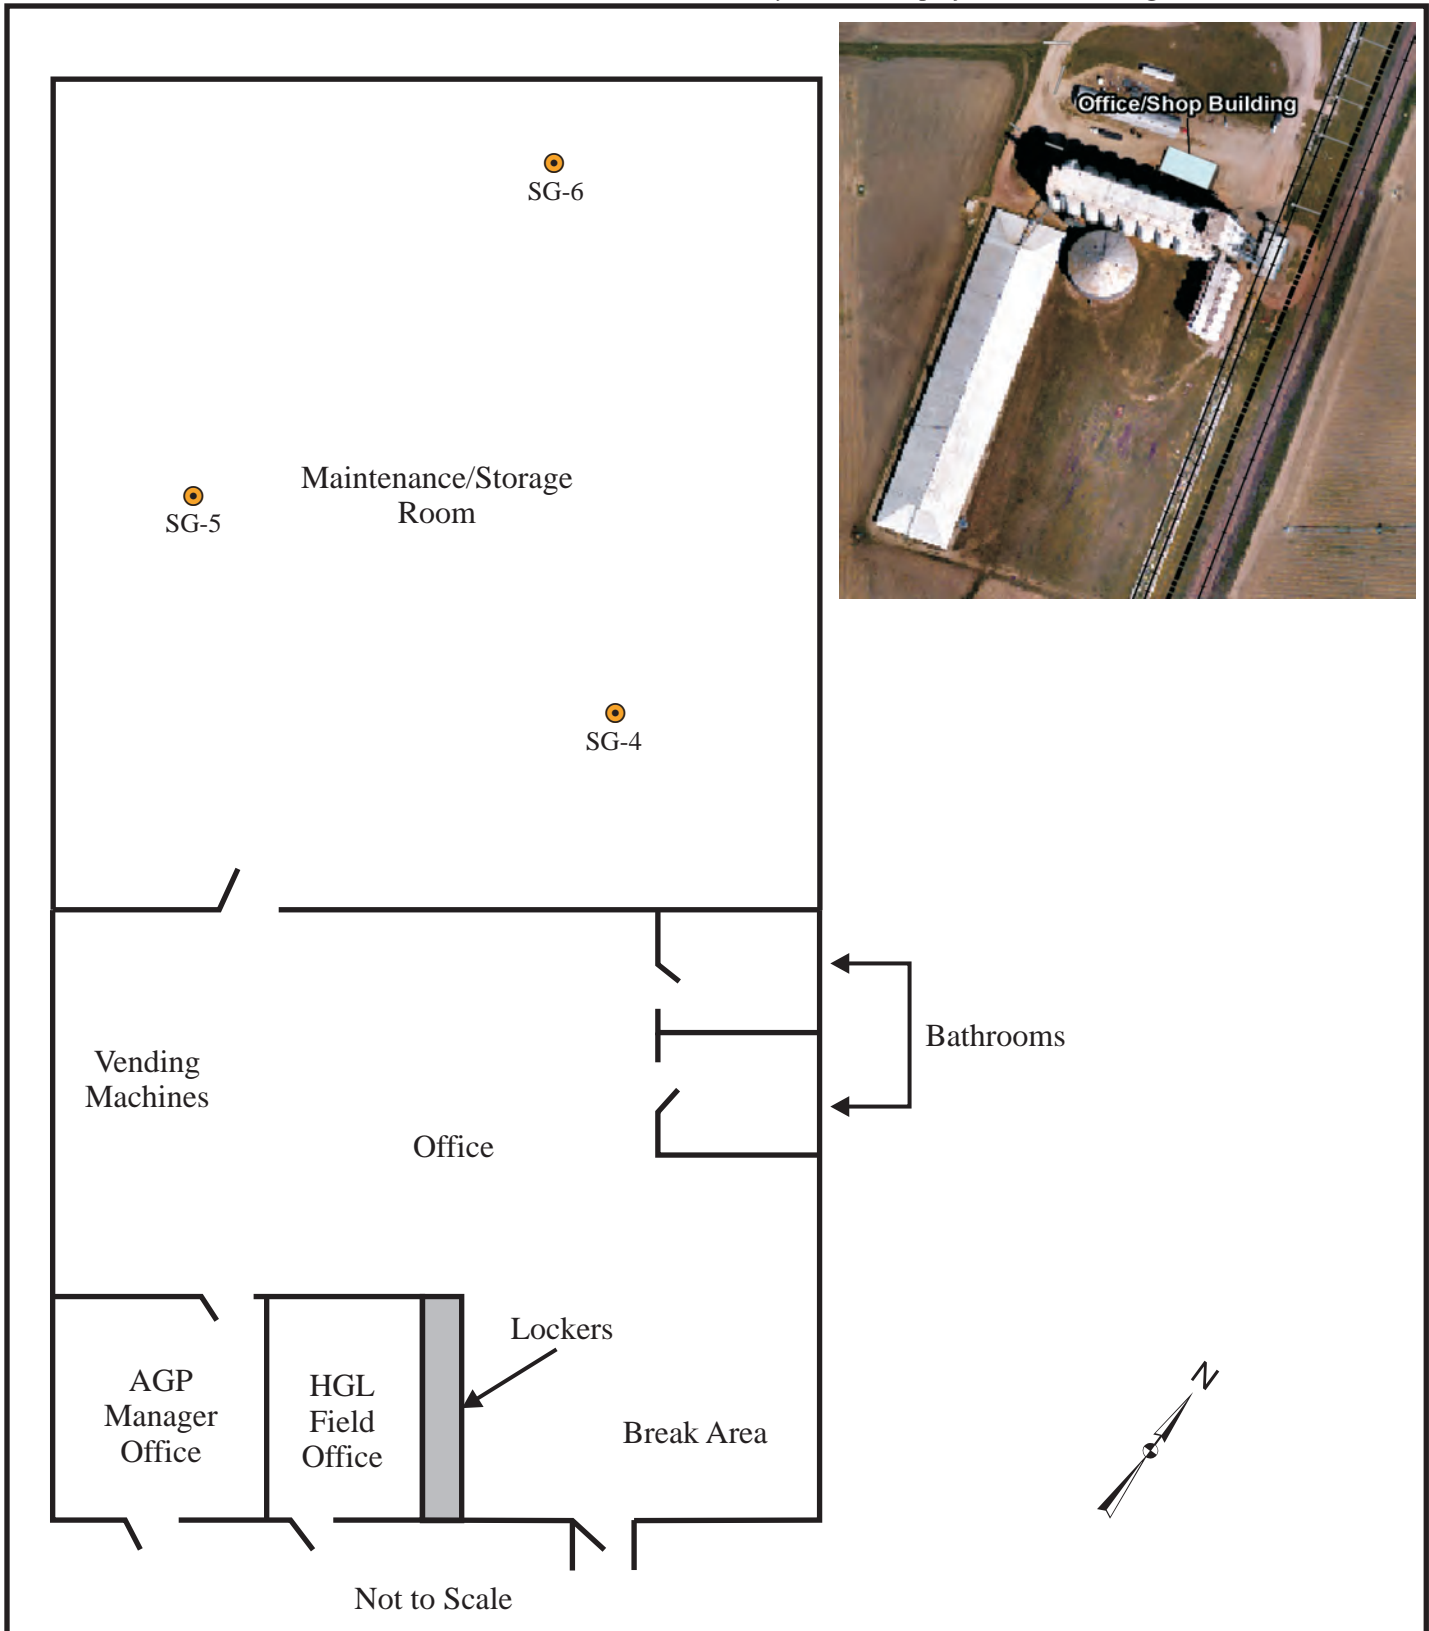 Office/Shop Building
SG-6
Maintenance/Storage
Room
SG-5
SG-4
Bathrooms
Vending
Machines
Office
Lockers
AGP
Manager
Office
HGL
Field
Office
Break Area
N
Not to Scale